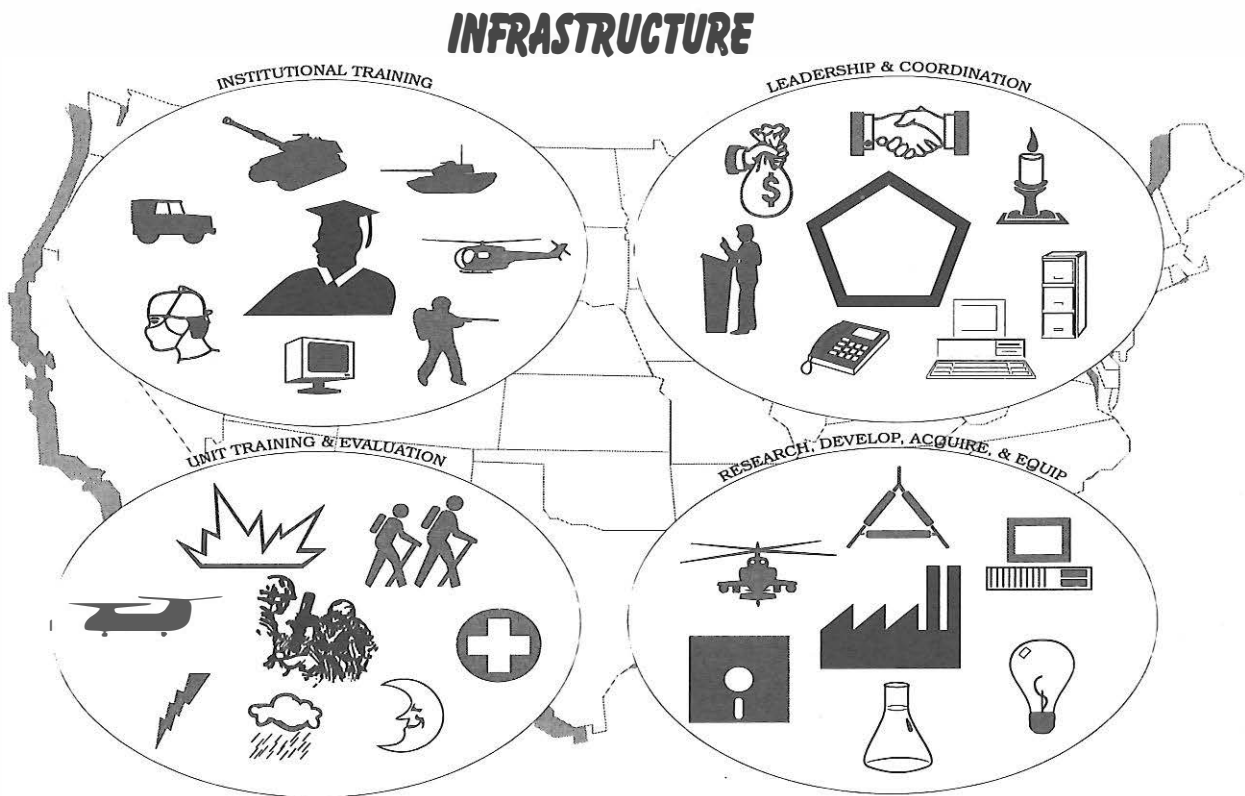 INFRASTRUCTURE
INSTITUTIONAL TRAINING
LEADERSHIP & COORDINATION
$
UNIT TRAINING & EVALUATION
RESEARCH, DEVELOP, ACQUIRE, & EQUIP